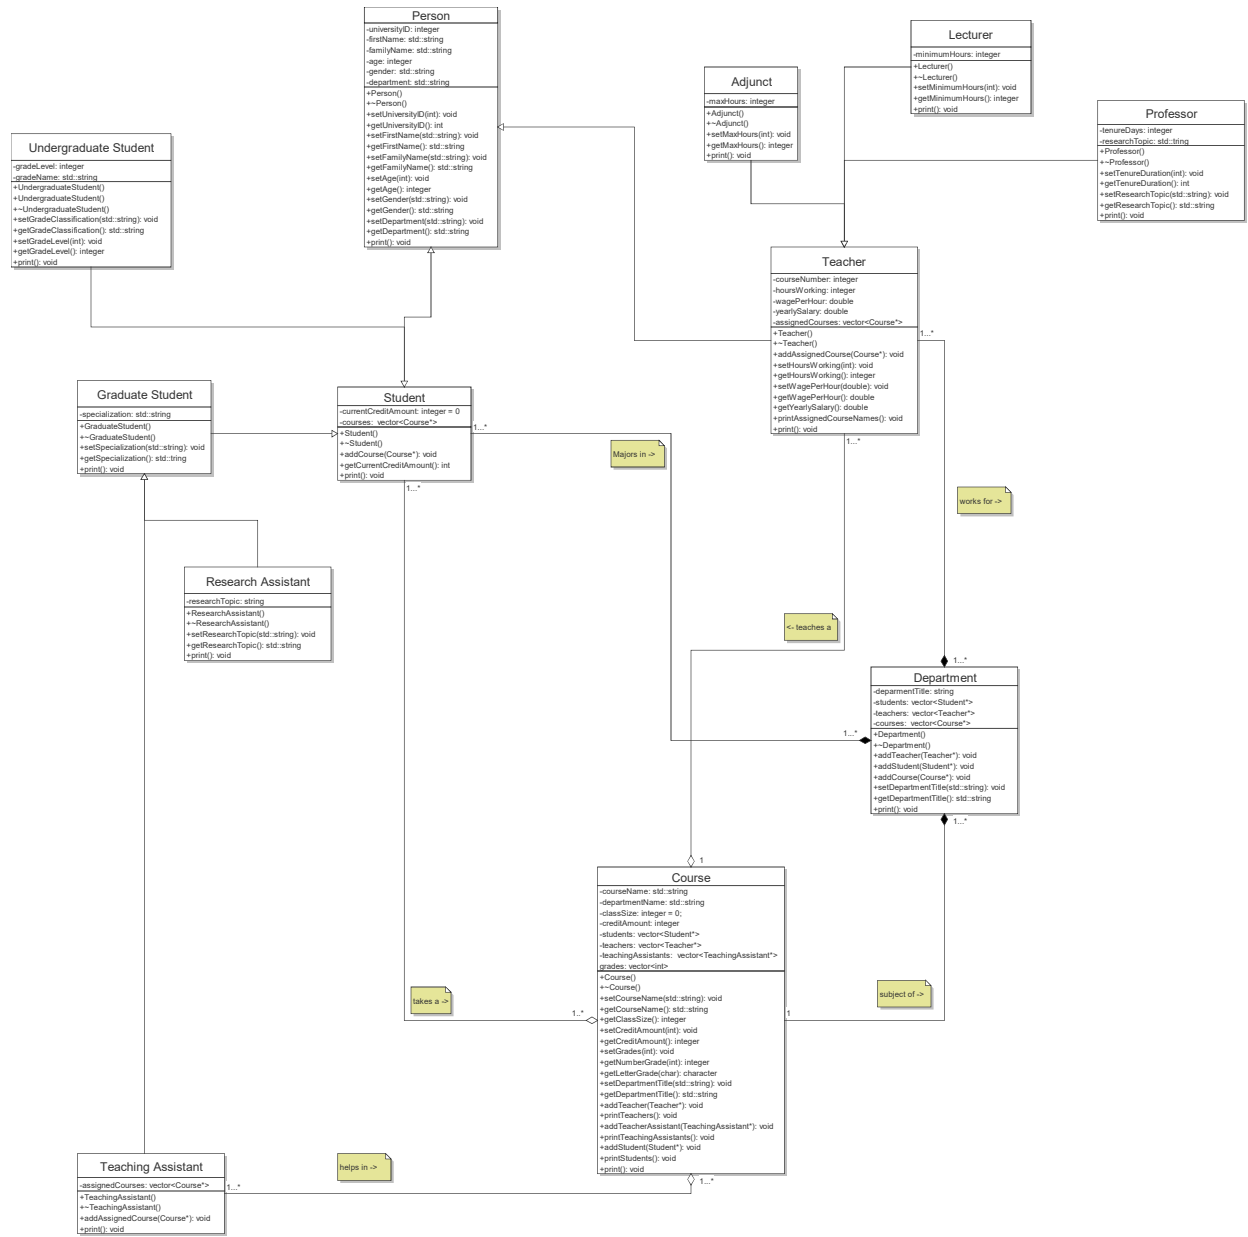 Person
-universityID: integer
-firstName: std::string
-familyName: std::string
-age: integer
-gender: std::string
-department: std::string
+Person()
+~Person()
+setUniversityID(int): void
+getUniversityID(): int
+setFirstName(std::string): void
+getFirstName(): std::string
+setFamilyName(std::string): void
+getFamilyName(): std::string
+setAge(int): void
+getAge(): integer
+setGender(std::string): void
+getGender(): std::string
+setDepartment(std::string): void
+getDepartment(): std::string
+print(): void
Lecturer
-minimumHours: integer
+Lecturer()
+~Lecturer()
+setMinimumHours(int): void
+getMinimumHours(): integer
+print(): void
Adjunct
-maxHours: integer
+Adjunct()
+~Adjunct()
+setMaxHours(int): void
+getMaxHours(): integer
+print(): void
Professor
-tenureDays: integer
-researchTopic: std::tring
+Professor()
+~Professor()
+setTenureDuration(int): void
+getTenureDuration(): int
+setResearchTopic(std::string): void
+getResearchTopic(): std::string
+print(): void
Undergraduate Student
-gradeLevel: integer
-gradeName: std::string
+UndergraduateStudent()
+UndergraduateStudent()
+~UndergraduateStudent()
+setGradeClassification(std::string): void
+getGradeClassification(): std::string
+setGradeLevel(int): void
+getGradeLevel(): integer
+print(): void
Teacher
-courseNumber: integer
-hoursWorking: integer
-wagePerHour: double
-yearlySalary: double
-assignedCourses: vector<Course*>
+Teacher()
+~Teacher()
+addAssignedCourse(Course*): void
+setHoursWorking(int): void
+getHoursWorking(): integer
+setWagePerHour(double): void
+getWagePerHour(): double
+getYearlySalary(): double
+printAssignedCourseNames(): void
+print(): void
1...*
1...*
Graduate Student
-specialization: std::string
+GraduateStudent()
+~GraduateStudent()
+setSpecialization(std::string): void
+getSpecialization(): std::tring
+print(): void
Student
-currentCreditAmount: integer = 0
-courses: vector<Course*>
+Student()
+~Student()
+addCourse(Course*): void
+getCurrentCreditAmount(): int
+print(): void
1...*
1...*
Majors in ->
works for ->
Research Assistant
-researchTopic: string
+ResearchAssistant()
+~ResearchAssistant()
+setResearchTopic(std::string): void
+getResearchTopic(): std::string
+print(): void
<- teaches a
1...*
Department
-deparmentTitle: string
-students: vector<Student*>
-teachers: vector<Teacher*>
-courses: vector<Course*>
+Department()
+~Department()
+addTeacher(Teacher*): void
+addStudent(Student*): void
+addCourse(Course*): void
+setDepartmentTitle(std::string): void
+getDepartmentTitle(): std::string
+print(): void
1...*
1...*
1
Course
-courseName: std::string
-departmentName: std::string
-classSize: integer = 0;
-creditAmount: integer
-students: vector<Student*>
-teachers: vector<Teacher*>
-teachingAssistants: vector<TeachingAssistant*>
grades: vector<int>
+Course()
+~Course()
+setCourseName(std::string): void
+getCourseName(): std::string
+getClassSize(): integer
+setCreditAmount(int): void
+getCreditAmount(): integer
+setGrades(int): void
+getNumberGrade(int): integer
+getLetterGrade(char): character
+setDepartmentTitle(std::string): void
+getDepartmentTitle(): std::string
+addTeacher(Teacher*): void
+printTeachers(): void
+addTeacherAssistant(TeachingAssistant*): void
+printTeachingAssistants(): void
+addStudent(Student*): void
+printStudents(): void
+print(): void
takes a ->
1..*
1
subject of ->
Teaching Assistant
-assignedCourses: vector<Course*>
+TeachingAssistant()
+~TeachingAssistant()
+addAssignedCourse(Course*): void
+print(): void
1...*
helps in ->
1...*